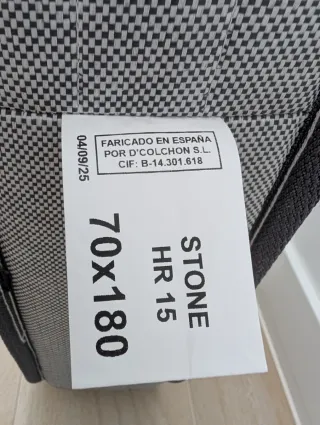 FARICADO EN ESPAÑA
POR D'COLCHON S.L.
CIF: B-14.301.618
04/09/25
STONE
HR 15
70x180